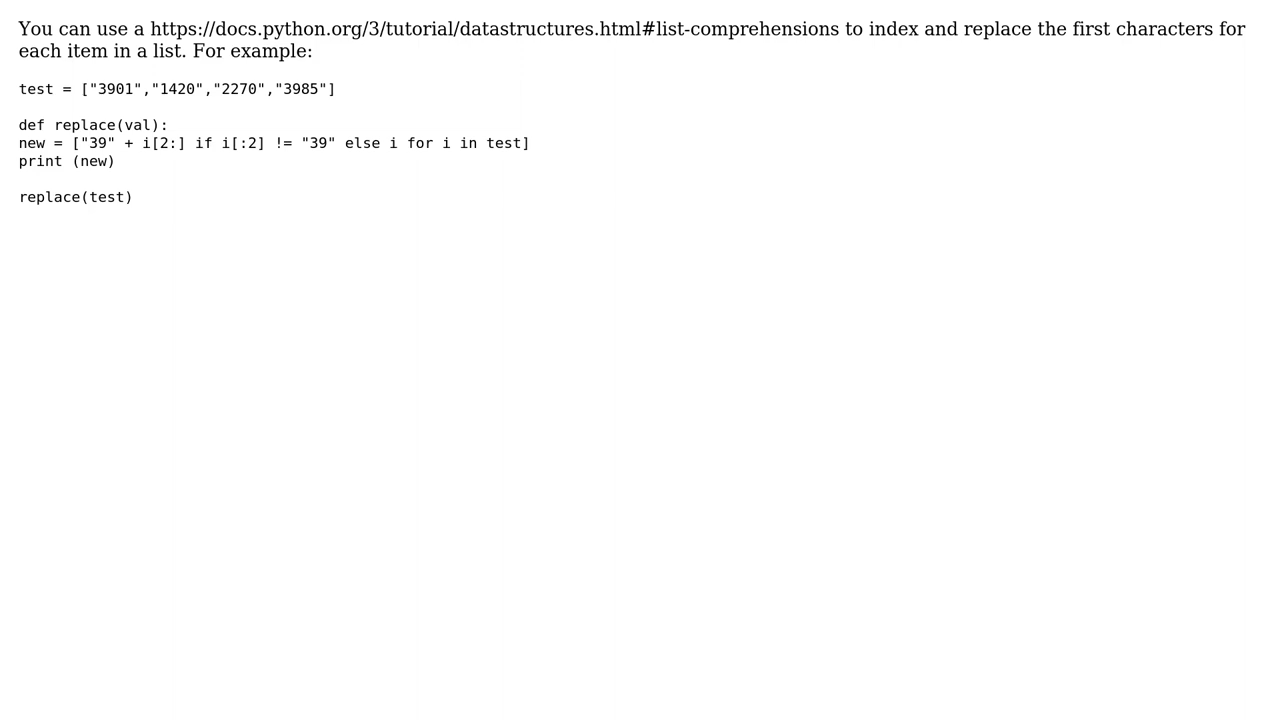 You can use a https://docs.python.org/3/tutorial/datastructures.html#list-comprehensions to index and replace the first characters for
each item in a list. For example:
test = ["3901","1420","2270","3985"]
def replace(val):
new = ["39" + i[2:] if i[:2] != "39" else i for i in test]
print (new)
replace(test)